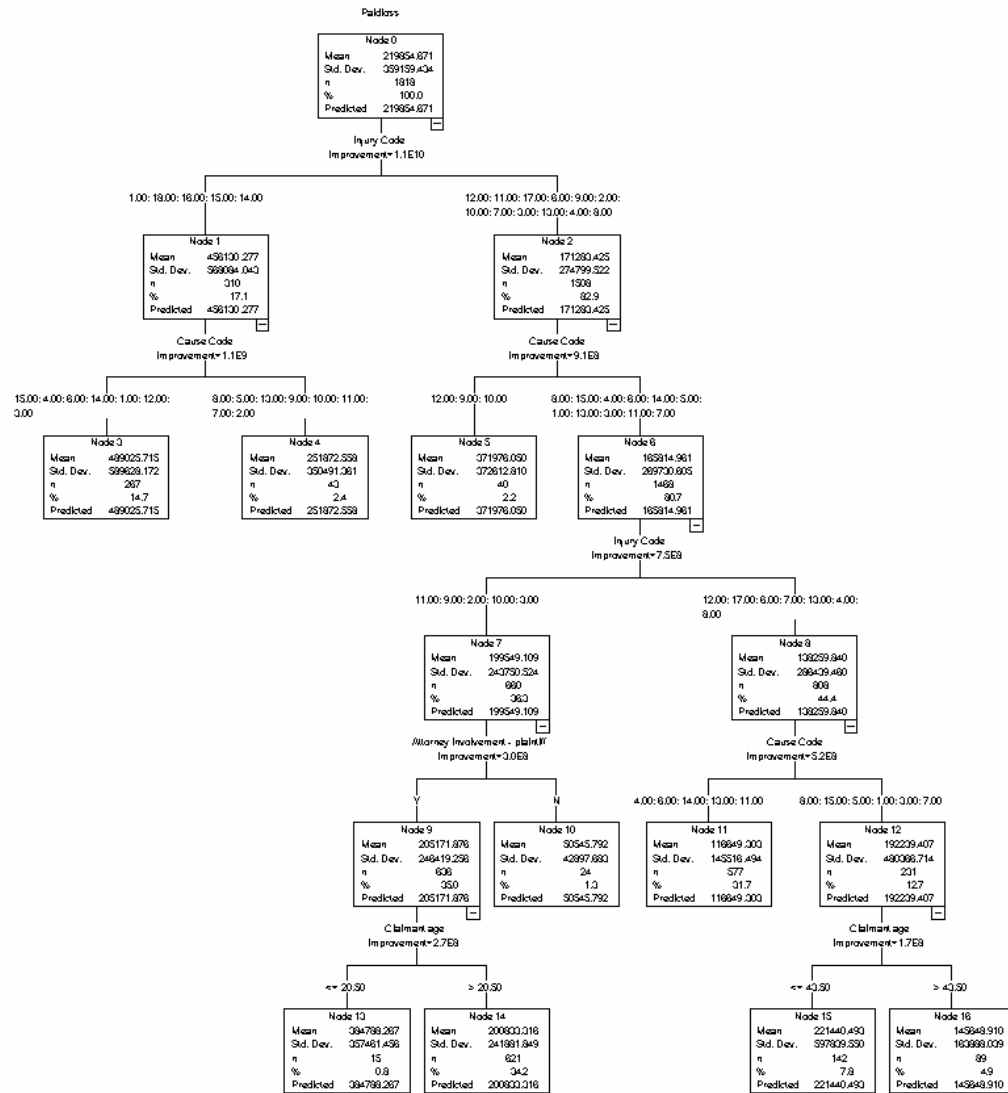 Paidloss
Node 0
Mean 219854.671
Std. Dev. 359159.434
n 1818
% 100.0
Predicted 219854.671
Injury Code
Improvement=1.1E10
1.00; 18.00; 16.00; 15.00; 14.00
12.00; 11.00; 17.00; 6.00; 9.00; 2.00;
10.00; 7.00; 3.00; 13.00; 4.00; 8.00
Node 1
Mean 456130.277
Std. Dev. 568084.043
n 310
% 17.1
Predicted 456130.277
Node 2
Mean 171283.425
Std. Dev. 274799.522
n 1508
% 82.9
Predicted 171283.425
Cause Code
Improvement=1.1E9
Cause Code
Improvement=9.1E8
15.00; 4.00; 6.00; 14.00; 1.00; 12.00;
3.00
8.00; 5.00; 13.00; 9.00; 10.00; 11.00;
7.00; 2.00
12.00; 9.00; 10.00
8.00; 15.00; 4.00; 6.00; 14.00; 5.00;
1.00; 13.00; 3.00; 11.00; 7.00
Node 3
Mean 489025.715
Std. Dev. 589628.172
n 267
% 14.7
Predicted 489025.715
Node 4
Mean 251872.558
Std. Dev. 350491.361
n 43
% 2.4
Predicted 251872.558
Node 5
Mean 371976.050
Std. Dev. 372612.810
n 40
% 2.2
Predicted 371976.050
Node 6
Mean 165814.961
Std. Dev. 269730.605
n 1468
% 80.7
Predicted 165814.961
Injury Code
Improvement=7.5E8
11.00; 9.00; 2.00; 10.00; 3.00
12.00; 17.00; 6.00; 7.00; 13.00; 4.00;
8.00
Node 7
Mean 199549.109
Std. Dev. 243750.524
n 660
% 36.3
Predicted 199549.109
Node 8
Mean 138259.840
Std. Dev. 286439.460
n 808
% 44.4
Predicted 138259.840
Attorney Involvement - plaintiff
Improvement=3.0E8
Cause Code
Improvement=5.2E8
Y
N
4.00; 6.00; 14.00; 13.00; 11.00
8.00; 15.00; 5.00; 1.00; 3.00; 7.00
Node 9
Mean 205171.876
Std. Dev. 246419.256
n 636
% 35.0
Predicted 205171.876
Node 10
Mean 50545.792
Std. Dev. 42897.683
n 24
% 1.3
Predicted 50545.792
Node 11
Mean 116649.303
Std. Dev. 145516.494
n 577
% 31.7
Predicted 116649.303
Node 12
Mean 192239.407
Std. Dev. 480366.714
n 231
% 12.7
Predicted 192239.407
Claimant age
Improvement=2.7E8
Claimant age
Improvement=1.7E8
<= 20.50
> 20.50
<= 43.50
> 43.50
Node 13
Mean 384788.267
Std. Dev. 357461.456
n 15
% 0.8
Predicted 384788.267
Node 14
Mean 200833.316
Std. Dev. 241881.849
n 621
% 34.2
Predicted 200833.316
Node 15
Mean 221440.493
Std. Dev. 597839.550
n 142
% 7.8
Predicted 221440.493
Node 16
Mean 145648.910
Std. Dev. 163888.039
n 89
% 4.9
Predicted 145648.910